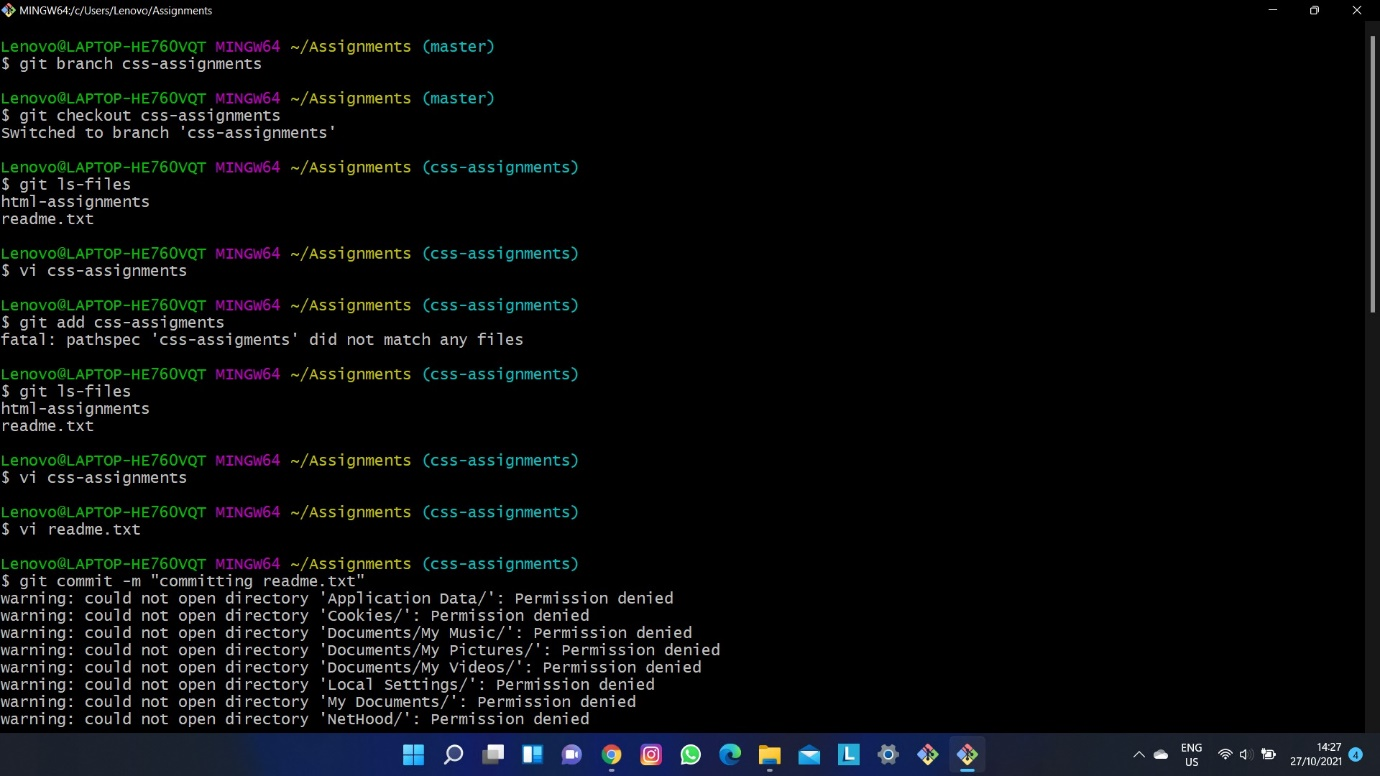 MINGW64:/c/Users/Lenovo/Assignments
Lenovo@LAPTOP-HE760VQT MINGW64 ~/Assignments (master)
$ git branch css-assignments
Lenovo@LAPTOP-HE760VQT MINGW64 ~/Assignments (master)
$ git checkout css-assignments
Switched to branch 'css-assignments'
Lenovo@LAPTOP-HE760VQT MINGW64 ~/Assignments (css-assignments)
$ git ls-files
html-assignments
readme.txt
Lenovo@LAPTOP-HE760VQT MINGW64 ~/Assignments (css-assignments)
$ vi css-assignments
Lenovo@LAPTOP-HE760VQT MINGW64 ~/Assignments (css-assignments)
$ git add css-assigments
fatal: pathspec 'css-assigments' did not match any files
Lenovo@LAPTOP-HE760VQT MINGW64 ~/Assignments (css-assignments)
$ git ls-files
html-assignments
readme.txt
Lenovo@LAPTOP-HE760VQT MINGW64 ~/Assignments (css-assignments)
$ vi css-assignments
Lenovo@LAPTOP-HE760VQT MINGW64 ~/Assignments (css-assignments)
$ vi readme.txt
Lenovo@LAPTOP-HE760VQT MINGW64 ~/Assignments (css-assignments)
$ git commit -m "committing readme.txt"
warning: could not open directory 'Application Data/': Permission denied
warning: could not open directory 'Cookies/': Permission denied
warning: could not open directory 'Documents/My Music/': Permission denied
warning: could not open directory 'Documents/My Pictures/': Permission denied
warning: could not open directory 'Documents/My Videos/': Permission denied
warning: could not open directory 'Local Settings/': Permission denied
warning: could not open directory 'My Documents/': Permission denied
warning: could not open directory 'NetHood/': Permission denied
L
ENG
US
14:27
27/10/2021
4